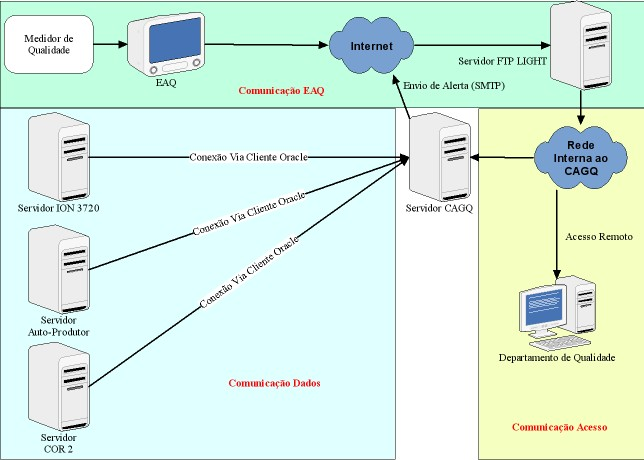 Medidor de
Qualidade
EAQ
Internet
Servidor FTP LIGHT
Comunicação EAQ
Envio de Alerta (SMTP)
Rede
Interna ao
CAGQ
Conexão Via Cliente Oracle
Servidor ION 3720
Servidor CAGQ
Conexão Via Cliente Oracle
Acesso Remoto
Conexão Via Cliente Oracle
Servidor
Auto-Produtor
Departamento de Qualidade
Comunicação Dados
Servidor
COR 2
Comunicação Acesso